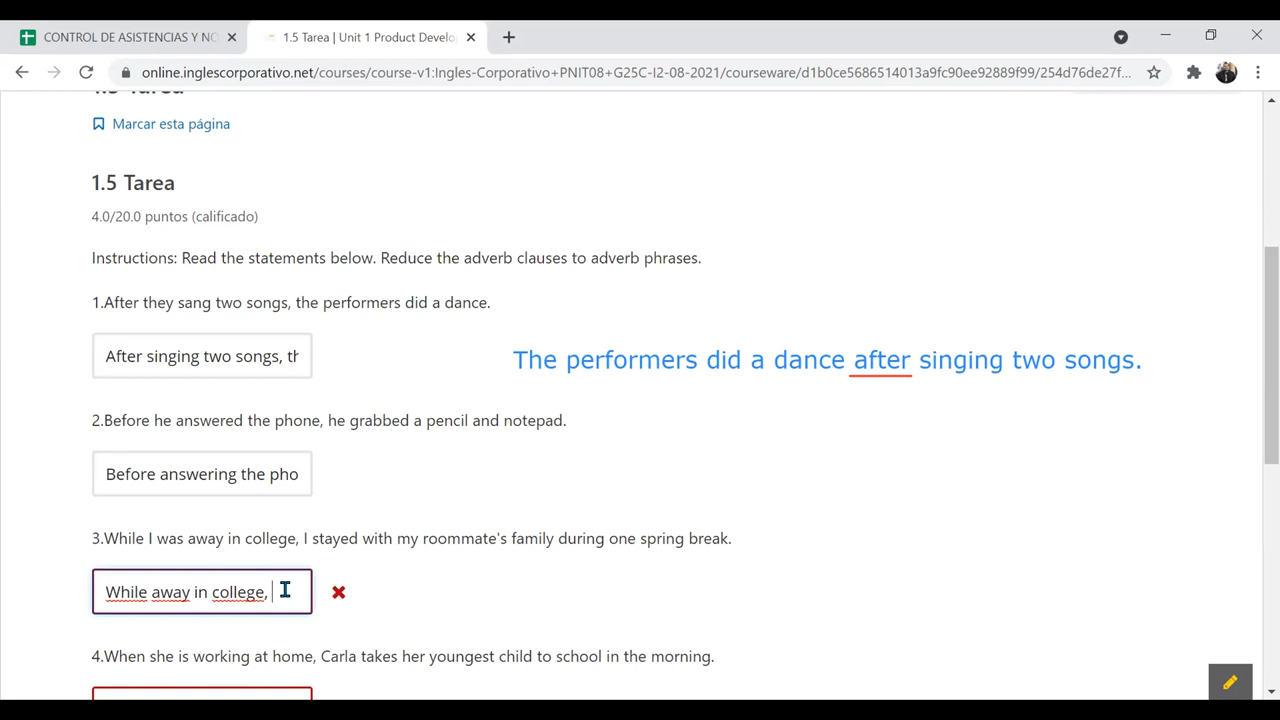 CONTROL DE ASISTENCIAS Y NO
1.5 Tarea | Unit 1 Product Develo
online.inglescorporativo.net/courses/course-v1:Ingles-Corporativo+PNIT08+G25C-I2-08-2021/courseware/d1b0ce5686514013a9fc90ee92889f99/254d76de27f...
Marcar esta página
1.5 Tarea
4.0/20.0 puntos (calificado)
Instructions: Read the statements below. Reduce the adverb clauses to adverb phrases.
1.After they sang two songs, the performers did a dance.
After singing two songs, th
The performers did a dance after singing two songs.
2.Before he answered the phone, he grabbed a pencil and notepad.
Before answering the pho
3.While I was away in college, I stayed with my roommate's family during one spring break.
While away in college,
4.When she is working at home, Carla takes her youngest child to school in the morning.